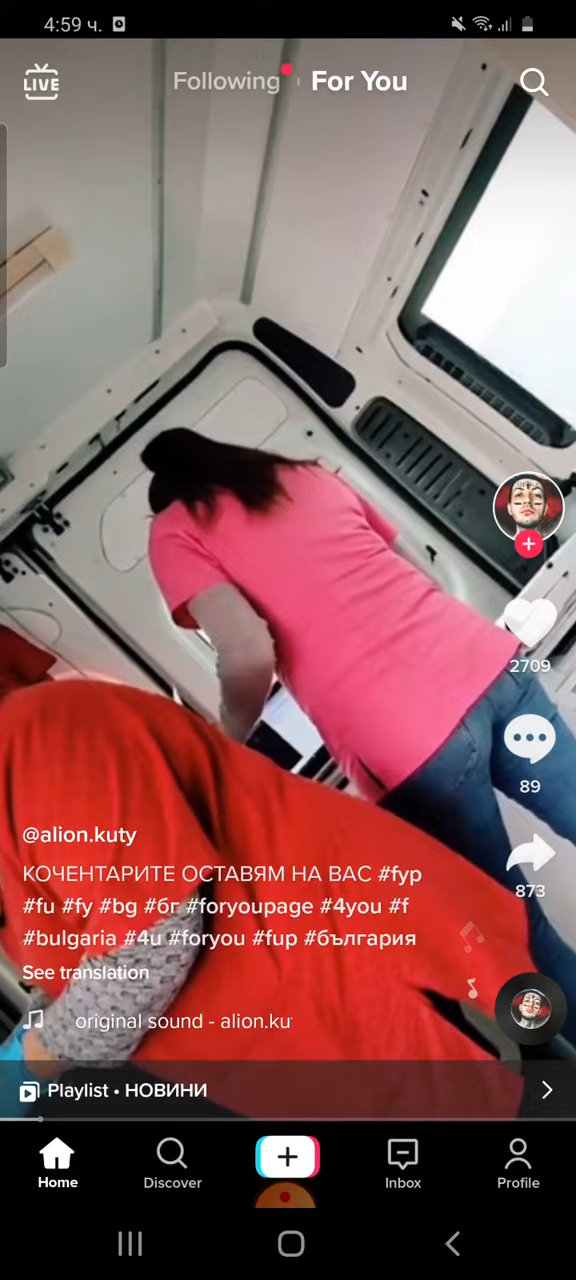 4:59 ч.
LIVE
Following
For You
2709
89
873
@alion.kuty
КОЧЕНТАРИТЕ ОСТАВЯМ НА ВАС #fyp
#fu #fy #bg #бг #foryoupage #4you #f
#bulgaria #4u #foryou #fup #българия
See translation
original sound - alion.ku
Playlist • НОВИНИ
Home
Discover
Inbox
Profile